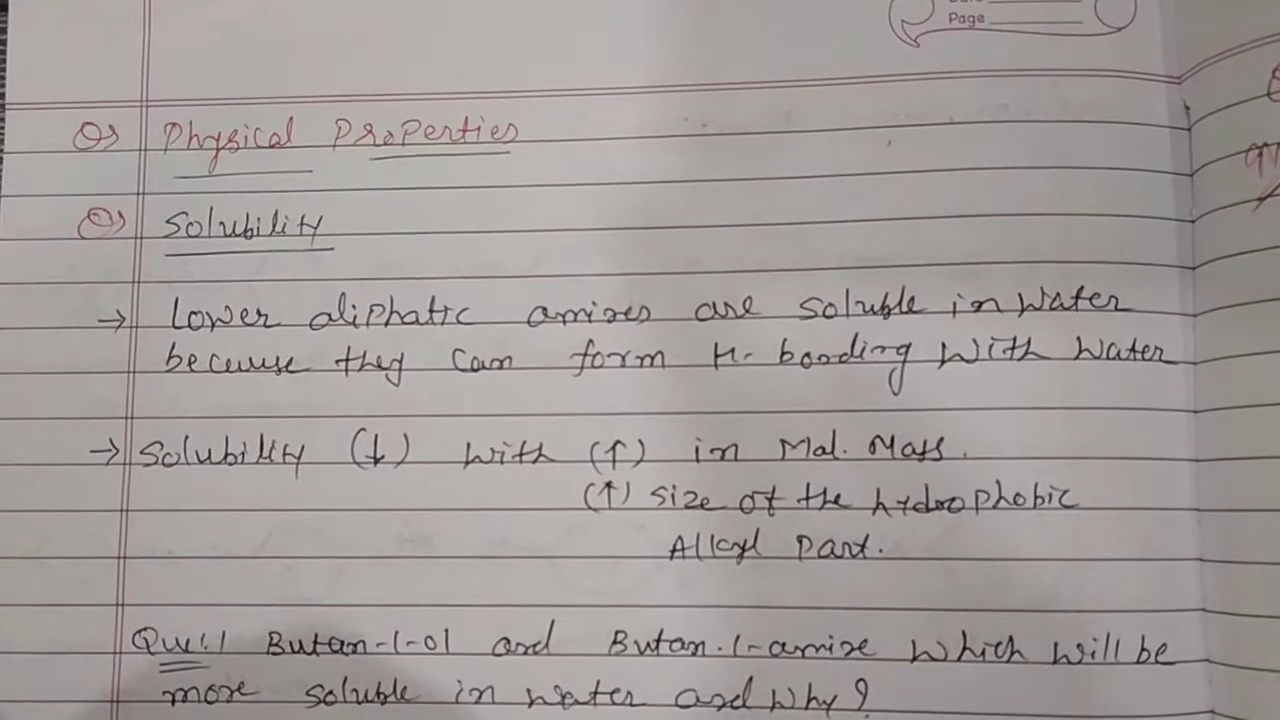 Page
Physical Properties
Solubility
→ Lower aliphatic amines are soluble in water
because they can form H-bonding with water
→ Solubility (↓) with (↑) in Mol. Mass.
(↑) size of the hydrophobic
Alkyl Part.
Que:1 Butan-1-ol and Butan-1-amine which will be
more soluble in water and why?